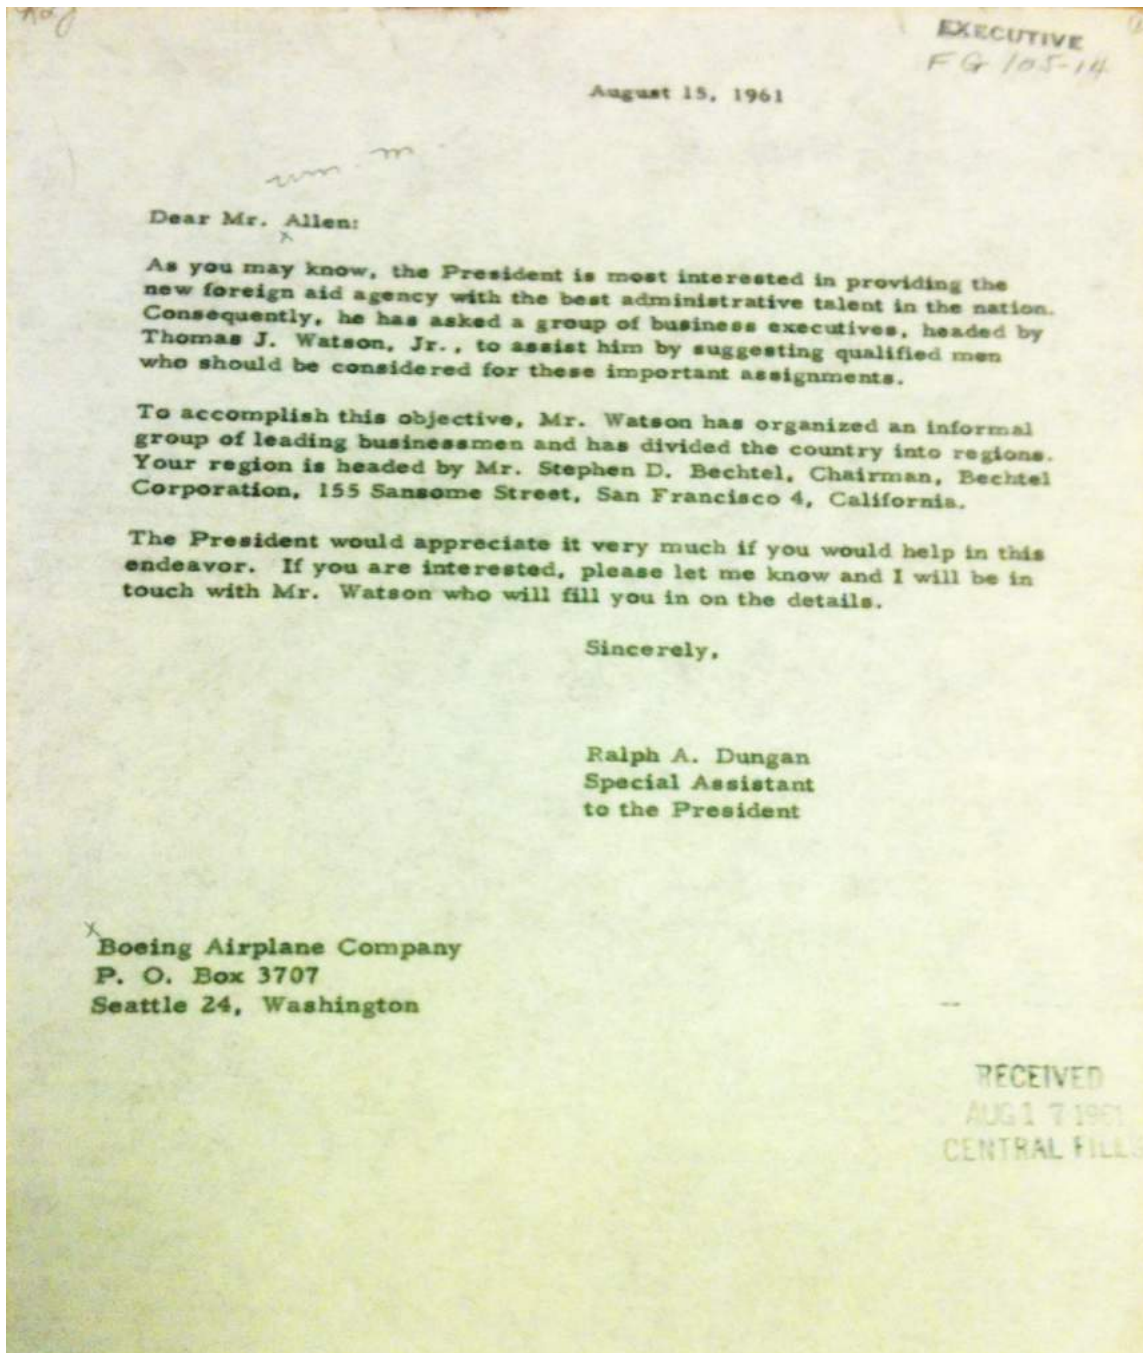 EXECUTIVE
FG 105-14
August 15, 1961
Dear Mr. Allen:
As you may know, the President is most interested in providing the
new foreign aid agency with the best administrative talent in the nation.
Consequently, he has asked a group of business executives, headed by
Thomas J. Watson, Jr., to assist him by suggesting qualified men
who should be considered for these important assignments.
To accomplish this objective, Mr. Watson has organized an informal
group of leading businessmen and has divided the country into regions.
Your region is headed by Mr. Stephen D. Bechtel, Chairman, Bechtel
Corporation, 155 Sansome Street, San Francisco 4, California.
The President would appreciate it very much if you would help in this
endeavor. If you are interested, please let me know and I will be in
touch with Mr. Watson who will fill you in on the details.
Sincerely,
Ralph A. Dungan
Special Assistant
to the President
x
Boeing Airplane Company
P. O. Box 3707
Seattle 24, Washington
RECEIVED
AUG 17 1961
CENTRAL FILES